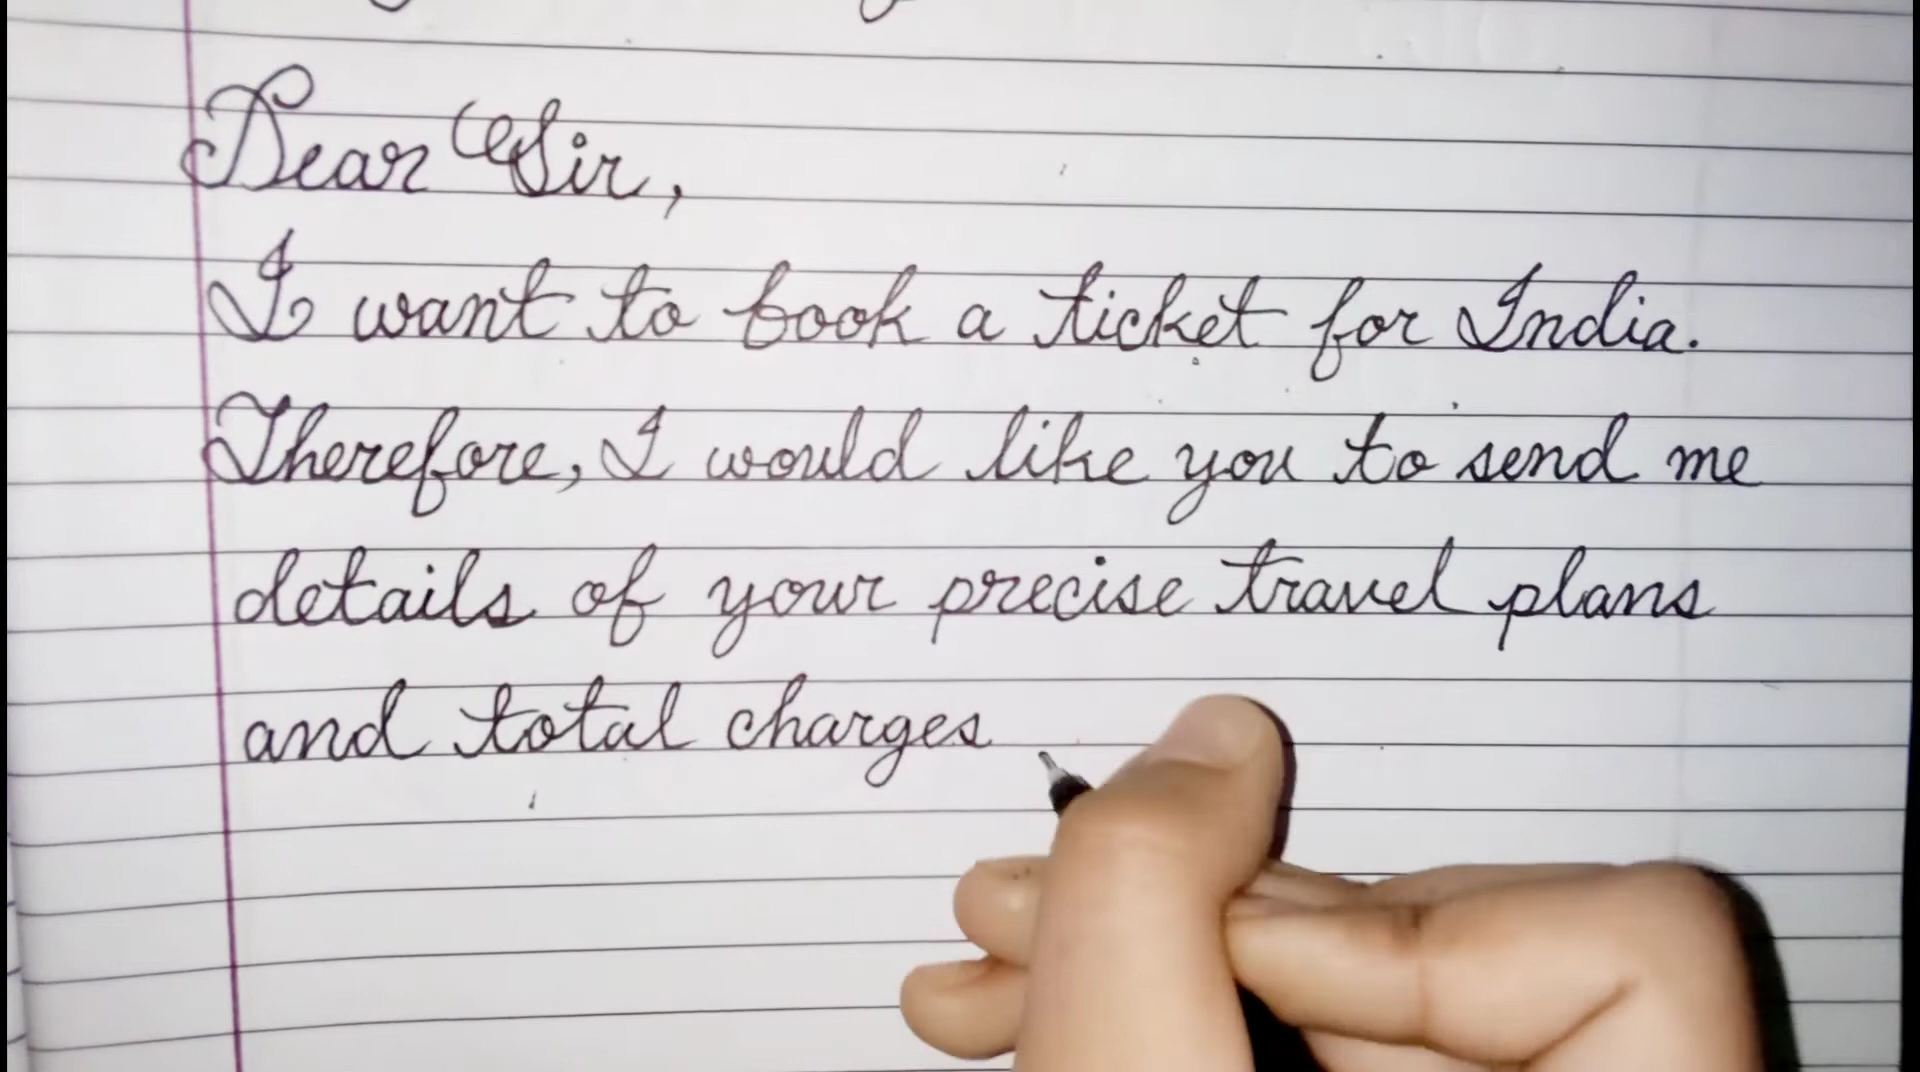 Dear Sir,
I want to book a ticket for India.
Therefore, I would like you to send me
details of your precise travel plans
and total charges